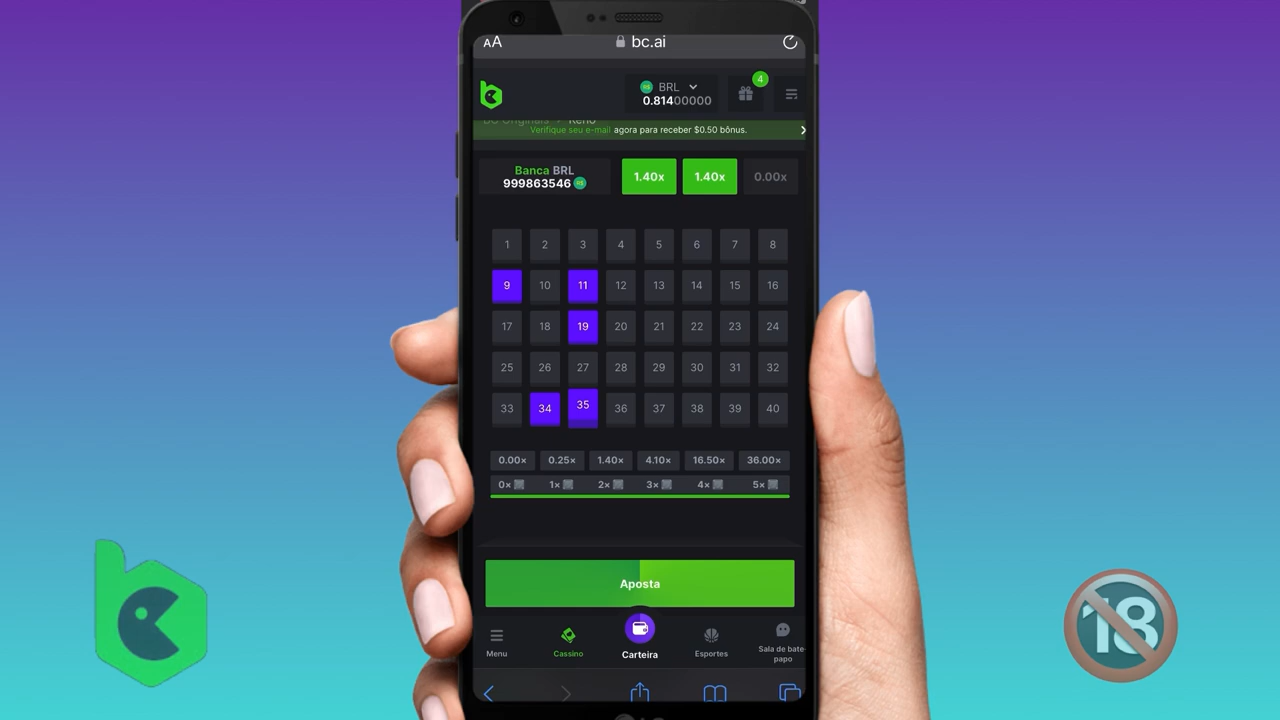 AA bc.ai
BRL
0.81400000
4
BC Originals Keno
Verifique seu e-mail agora para receber $0.50 bônus.
Banca BRL
999863546
1.40x 1.40x 0.00x
1 2 3 4 5 6 7 8
9 10 11 12 13 14 15 16
17 18 19 20 21 22 23 24
25 26 27 28 29 30 31 32
33 34 35 36 37 38 39 40
0.00× 0.25× 1.40× 4.10× 16.50× 36.00×
0× 1× 2× 3× 4× 5×
Aposta
Menu Cassino Carteira Esportes Sala de bate-
papo
18